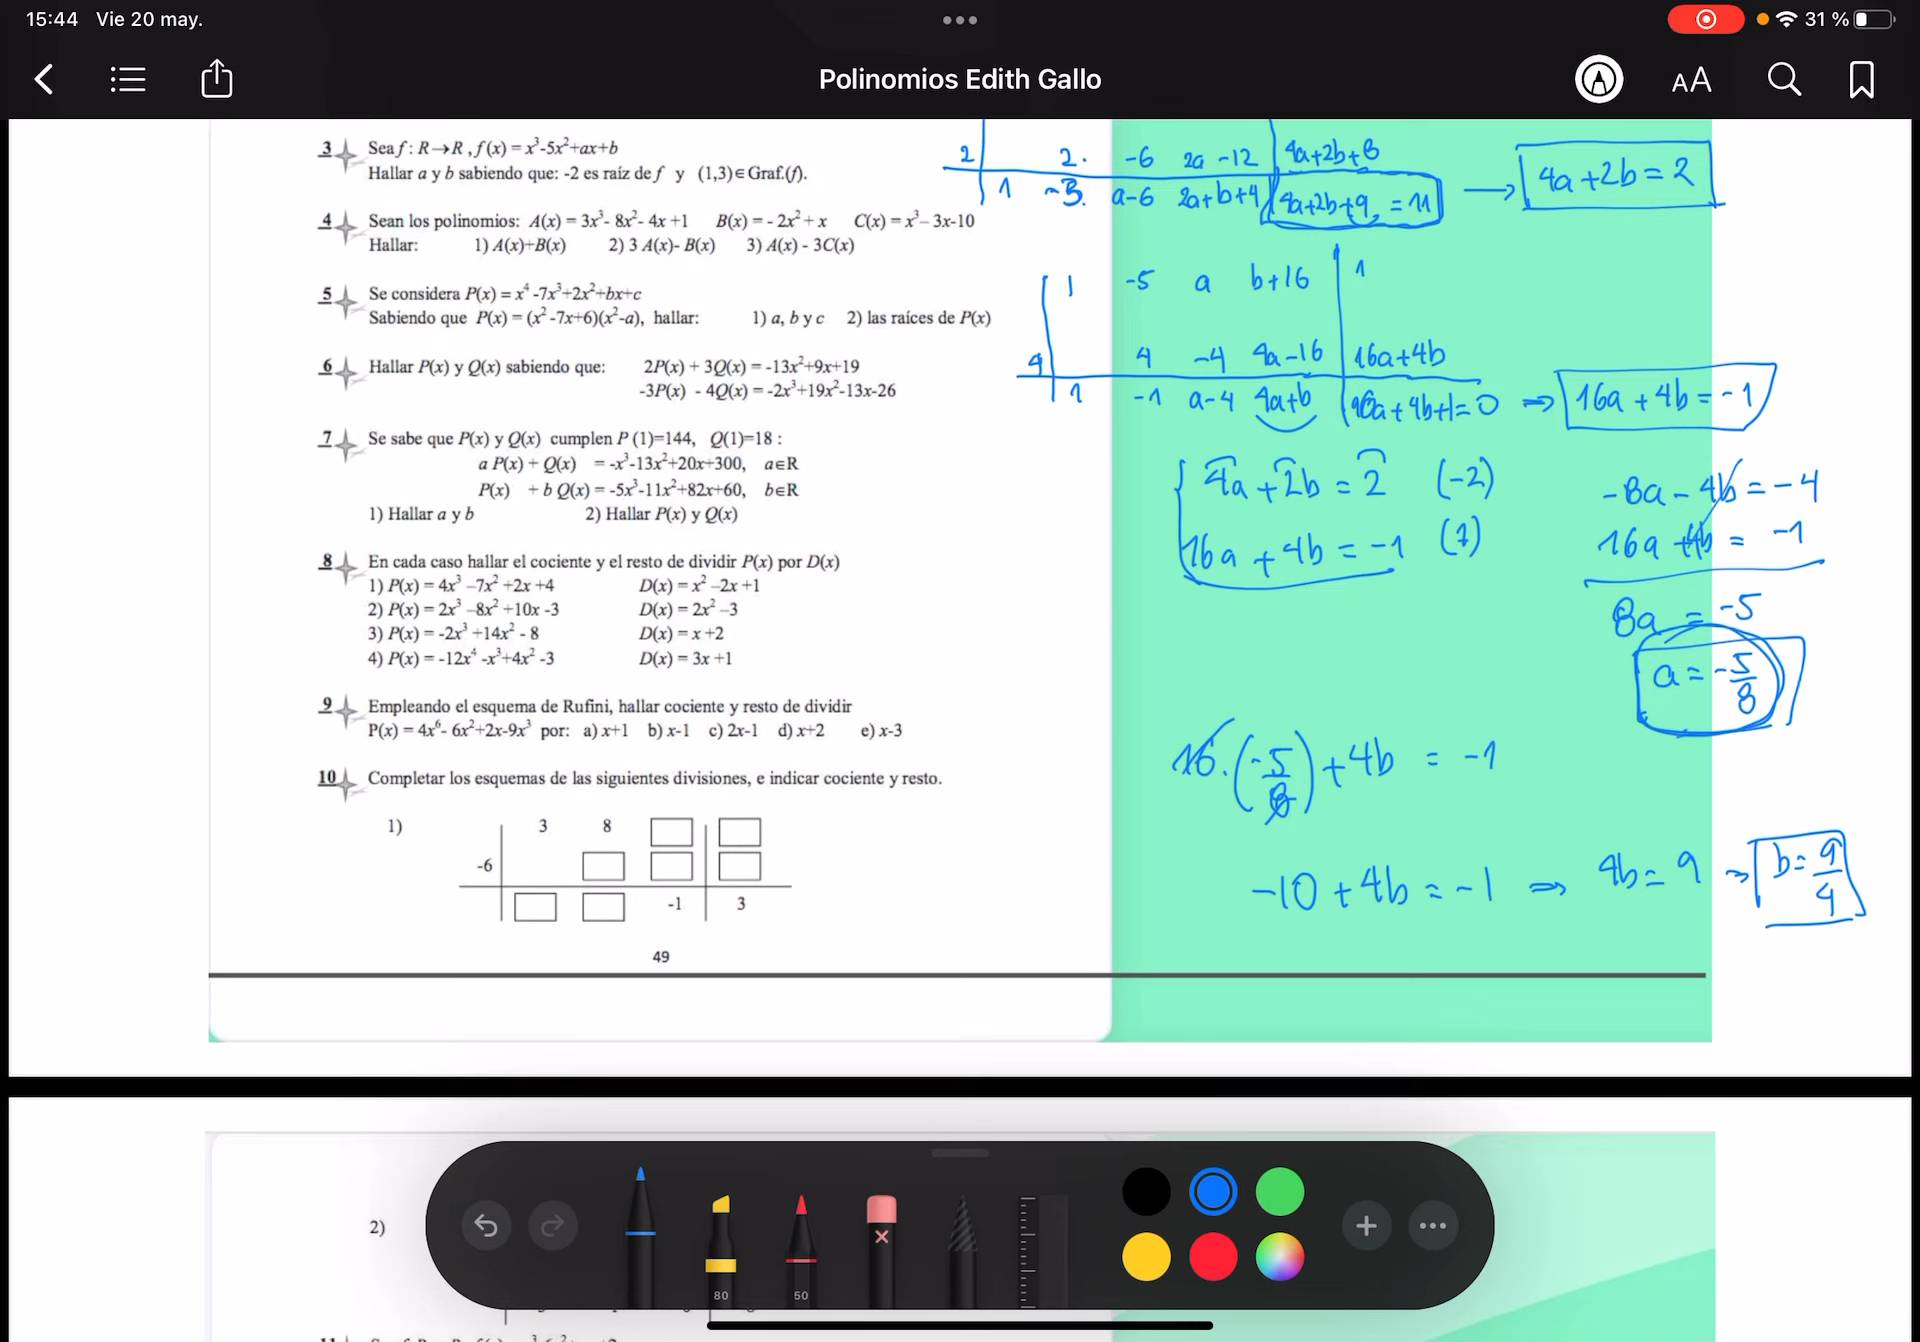 15:44 Vie 20 may.
31 %
Polinomios Edith Gallo
AA
3 Sea f : R→R , f(x) = x³-5x²+ax+b
Hallar a y b sabiendo que: -2 es raíz de f y (1,3)∈Graf.(f).
4 Sean los polinomios: A(x) = 3x³- 8x²- 4x +1 B(x) = - 2x² + x C(x) = x³– 3x-10
Hallar: 1) A(x)+B(x) 2) 3 A(x)- B(x) 3) A(x) - 3C(x)
5 Se considera P(x) = x⁴ -7x³+2x²+bx+c
Sabiendo que P(x) = (x² -7x+6)(x²-a), hallar: 1) a, b y c 2) las raíces de P(x)
6 Hallar P(x) y Q(x) sabiendo que: 2P(x) + 3Q(x) = -13x²+9x+19
-3P(x) - 4Q(x) = -2x³+19x²-13x-26
7 Se sabe que P(x) y Q(x) cumplen P (1)=144, Q(1)=18 :
a P(x) + Q(x) = -x³-13x²+20x+300, a∈R
P(x) + b Q(x) = -5x³-11x²+82x+60, b∈R
1) Hallar a y b 2) Hallar P(x) y Q(x)
8 En cada caso hallar el cociente y el resto de dividir P(x) por D(x)
1) P(x) = 4x³ –7x² +2x +4 D(x) = x² –2x +1
2) P(x) = 2x³ –8x² +10x -3 D(x) = 2x² –3
3) P(x) = -2x³ +14x² - 8 D(x) = x +2
4) P(x) = -12x⁴ -x³+4x² -3 D(x) = 3x +1
9 Empleando el esquema de Rufini, hallar cociente y resto de dividir
P(x) = 4x⁶- 6x²+2x-9x³ por: a) x+1 b) x-1 c) 2x-1 d) x+2 e) x-3
10 Completar los esquemas de las siguientes divisiones, e indicar cociente y resto.
1) 3 8
-6
-1 3
49
2 2. -6 2a -12 4a+2b+8
1 -3. a-6 2a+b+4 4a+2b+9 = 11 → 4a+2b=2
1 -5 a b+16 1
4 4 -4 4a-16 16a+4b
1 -1 a-4 4a+b 16a+4b+1=0 ⇒ 16a+4b=-1
4a+2b=2 (-2) -8a-4b=-4
16a+4b=-1 (1) 16a+4b = -1
8a = -5
a=-5/8
16.(-5/8)+4b = -1
-10+4b=-1 ⇒ 4b=9 ⇒ b=9/4
2)
80
50